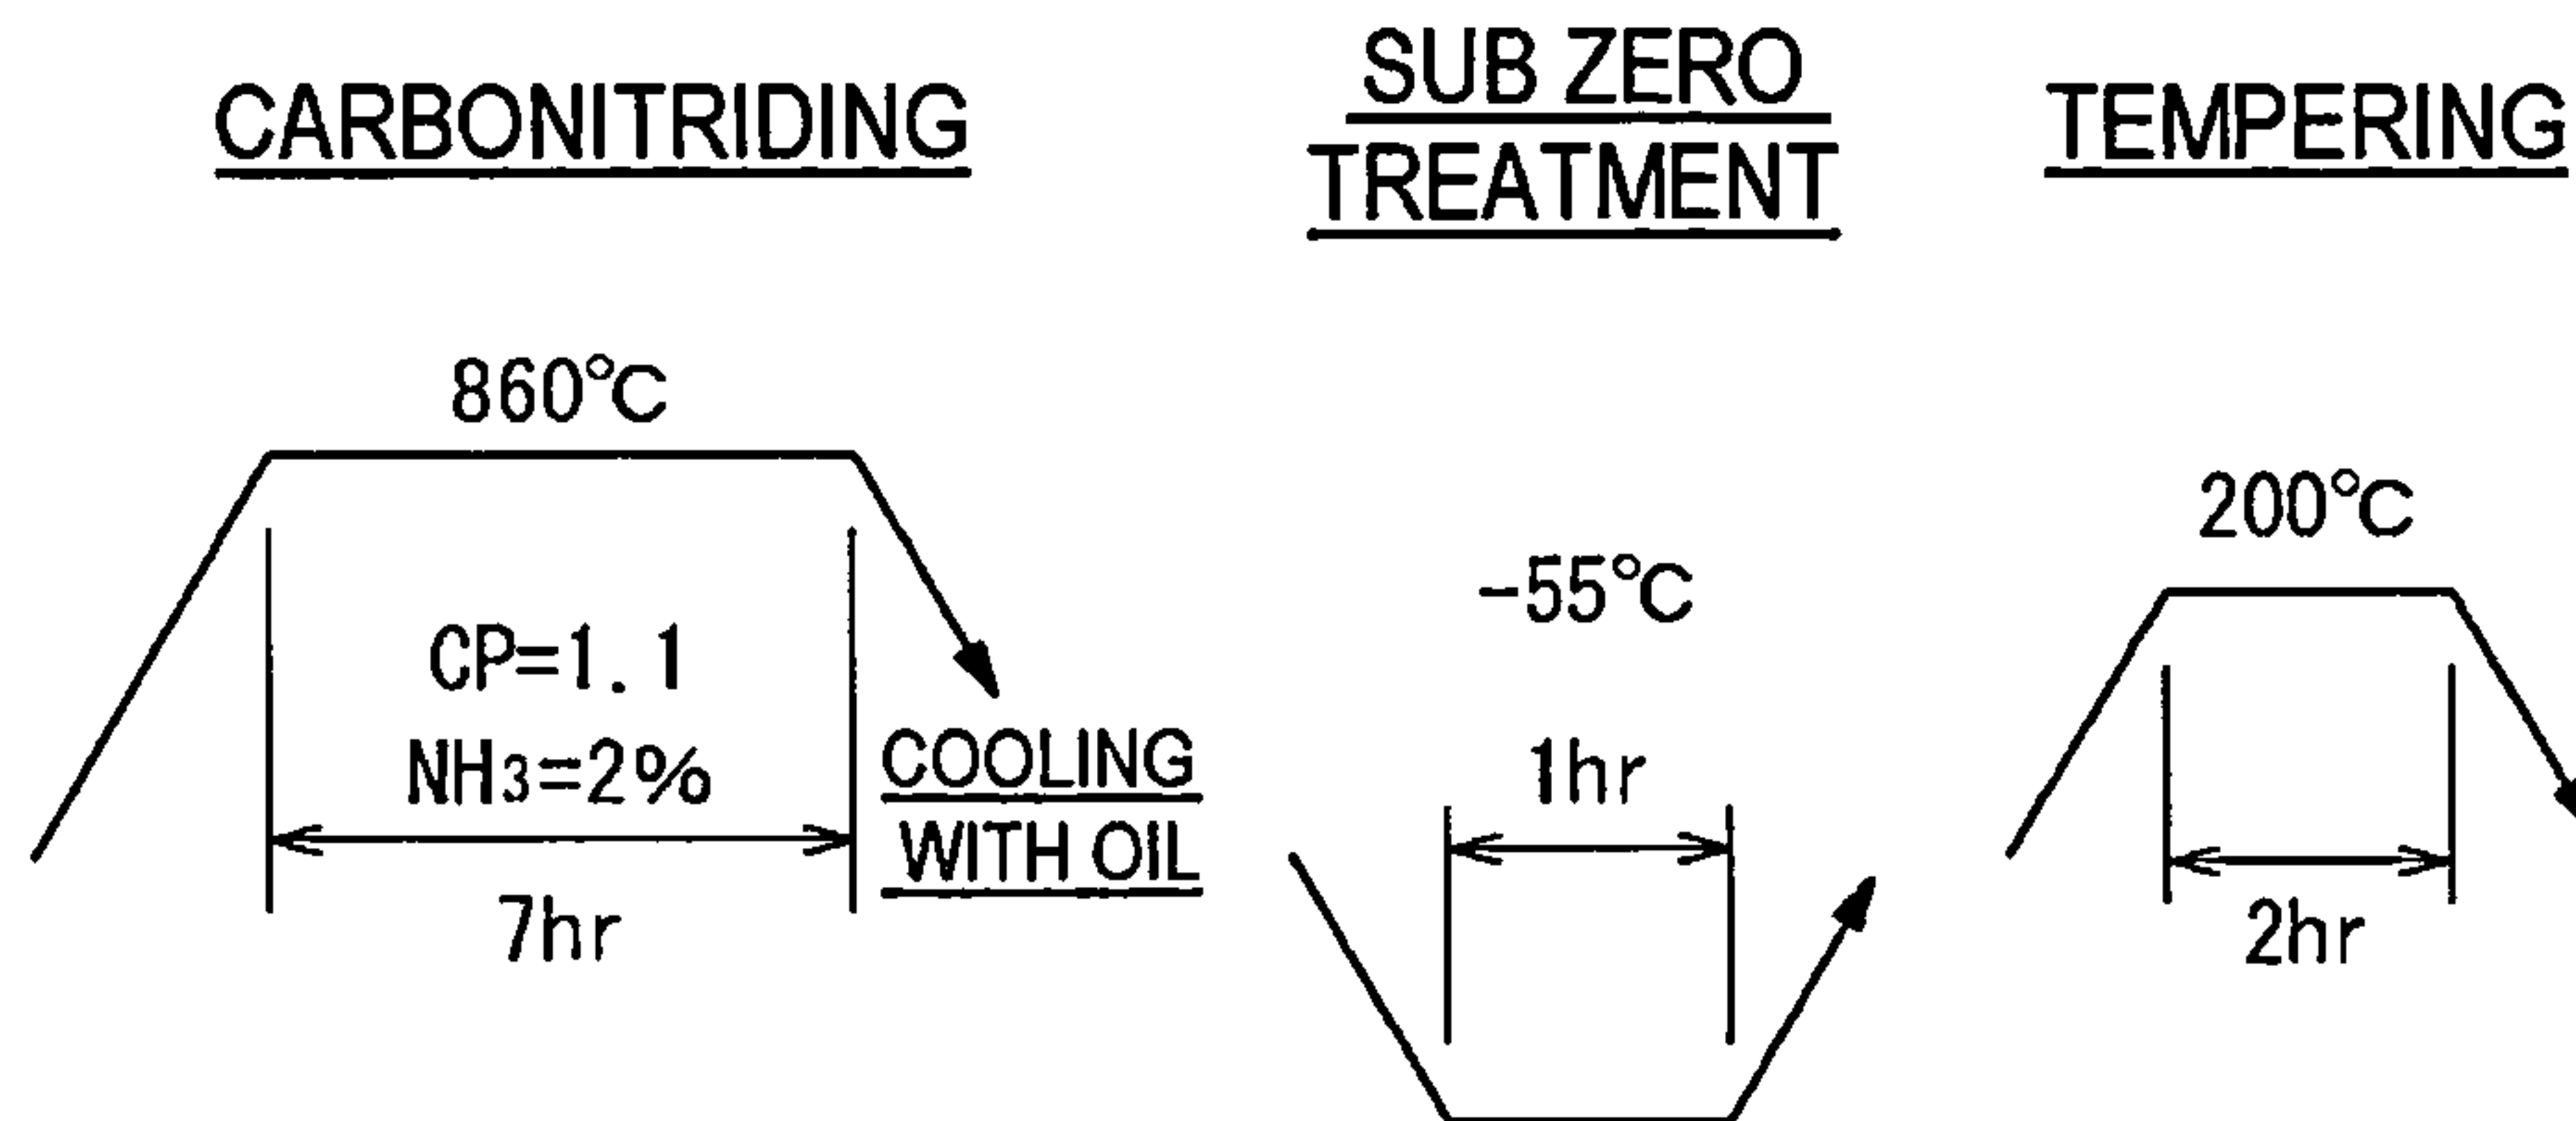 CARBONITRIDING
SUB ZERO
TREATMENT
TEMPERING
860°C
CP=1.1
NH₃=2%
7hr
COOLING
WITH OIL
-55°C
1hr
200°C
2hr